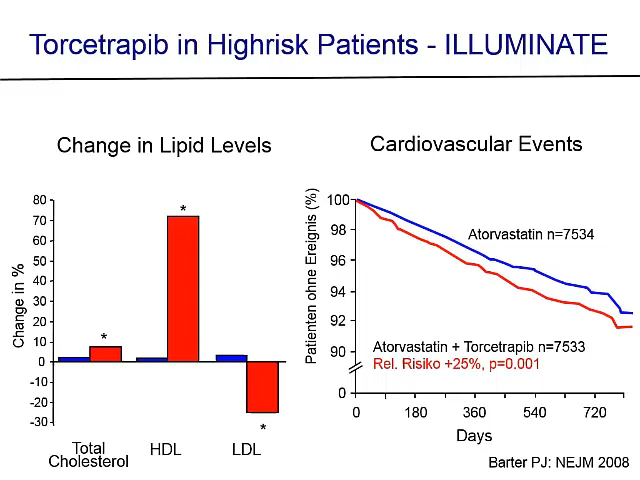 Torcetrapib in Highrisk Patients - ILLUMINATE
Change in Lipid Levels
Change in %
80
70
60
50
40
30
20
10
0
-10
-20
-30
*
*
*
Total
Cholesterol
HDL
LDL
Cardiovascular Events
Patienten ohne Ereignis (%)
100
98
96
94
92
90
0
Atorvastatin n=7534
Atorvastatin + Torcetrapib n=7533
Rel. Risiko +25%, p=0.001
0
180
360
540
720
Days
Barter PJ: NEJM 2008